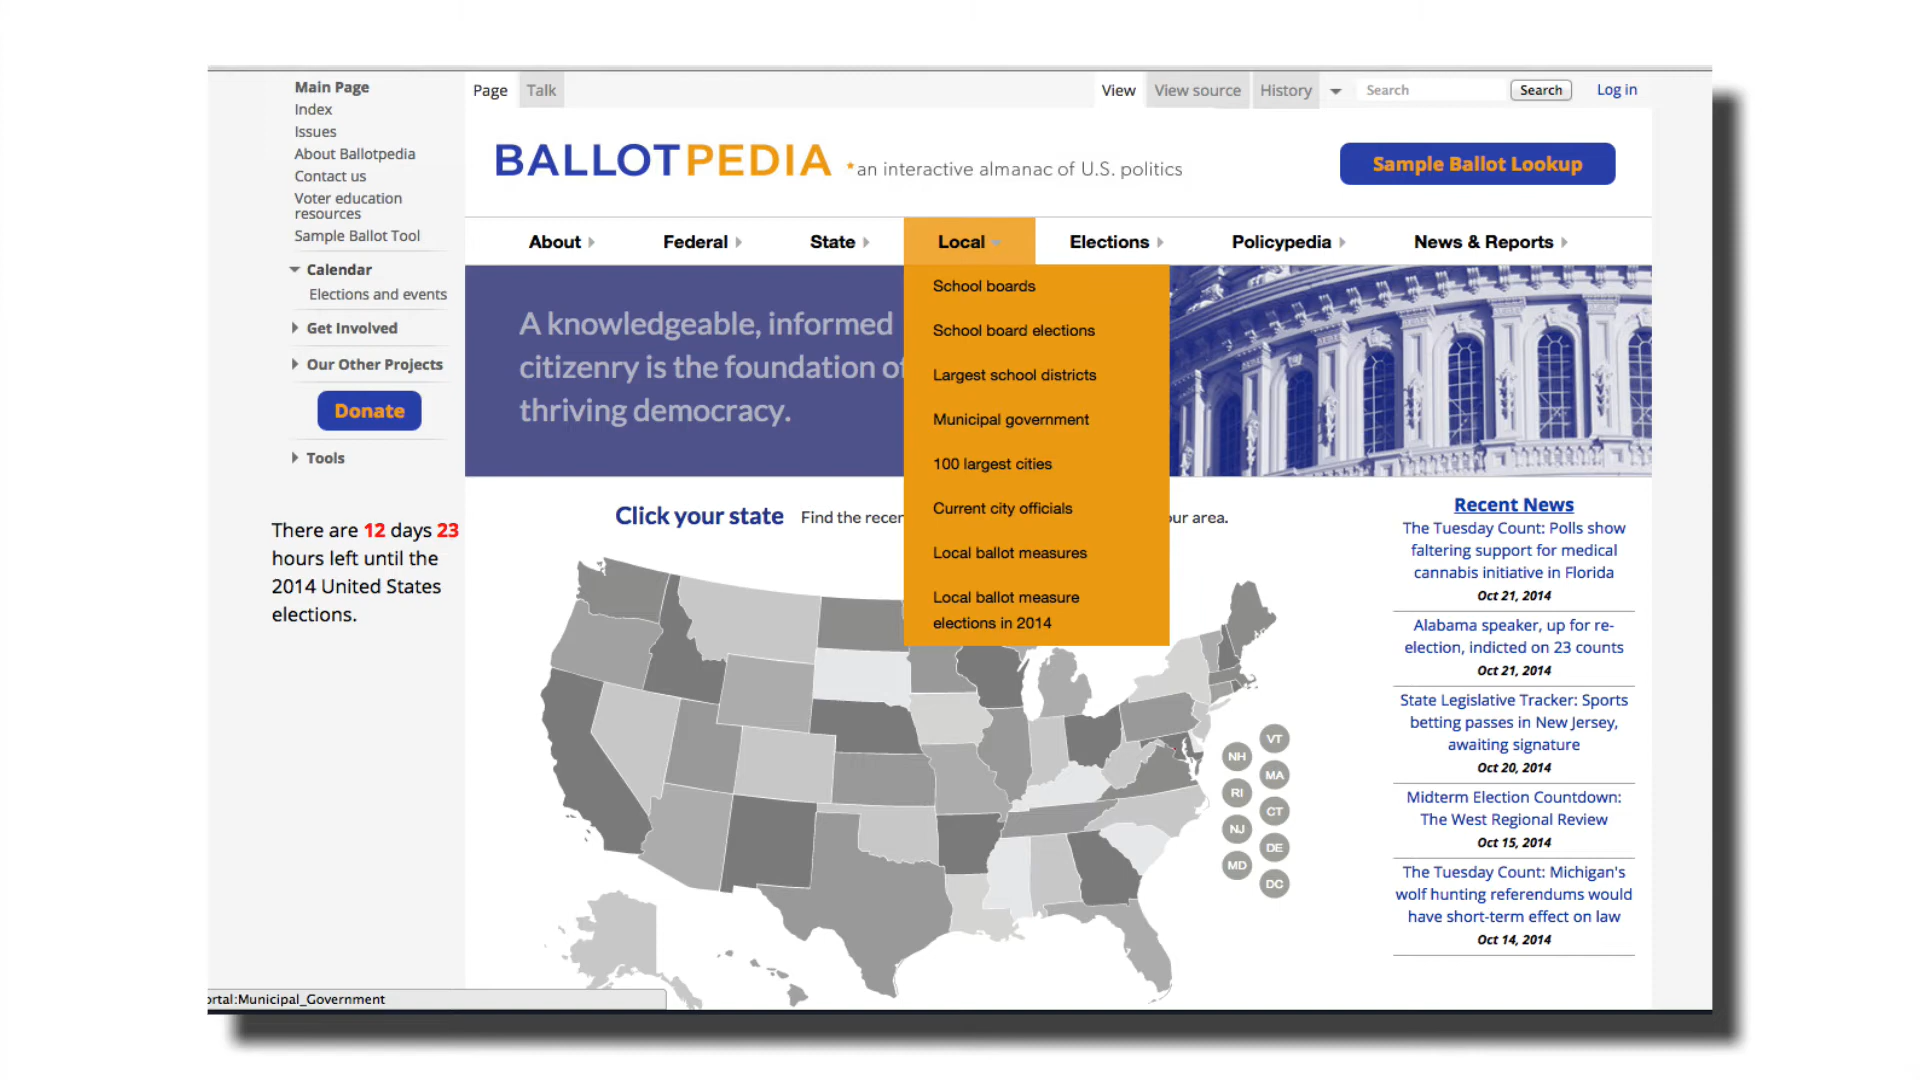 Main Page
Index
Issues
About Ballotpedia
Contact us
Voter education
resources
Sample Ballot Tool
Calendar
Elections and events
Get Involved
Our Other Projects
Donate
Tools
There are 12 days 23
hours left until the
2014 United States
elections.
Page
Talk
View
View source
History
Search
Search
Log in
BALLOTPEDIA *an interactive almanac of U.S. politics
Sample Ballot Lookup
About
Federal
State
Local
Elections
Policypedia
News & Reports
School boards
School board elections
Largest school districts
Municipal government
100 largest cities
Current city officials
Local ballot measures
Local ballot measure
elections in 2014
A knowledgeable, informed
citizenry is the foundation
thriving democracy.
Click your state
Find the area.
VT
NH
MA
RI
CT
NJ
DE
MD
DC
Recent News
The Tuesday Count: Polls show
faltering support for medical
cannabis initiative in Florida
Oct 21, 2014
Alabama speaker, up for re-
election, indicted on 23 counts
Oct 21, 2014
State Legislative Tracker: Sports
betting passes in New Jersey,
awaiting signature
Oct 20, 2014
Midterm Election Countdown:
The West Regional Review
Oct 15, 2014
The Tuesday Count: Michigan's
wolf hunting referendums would
have short-term effect on law
Oct 14, 2014
ortal:Municipal_Government